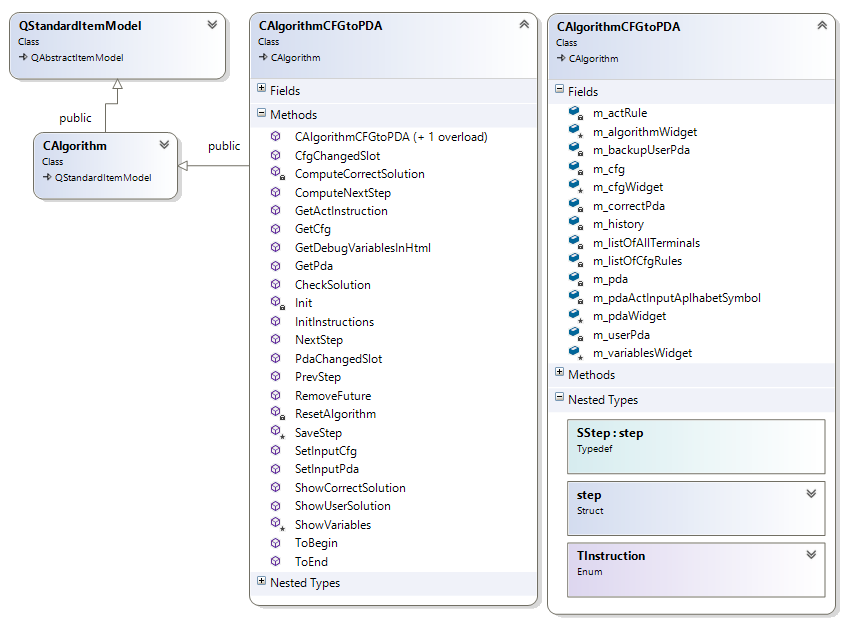 QStandardItemModel
Class
QAbstractItemModel
public
CAlgorithm
Class
QStandardItemModel
public
CAlgorithmCFGtoPDA
Class
CAlgorithm
Fields
Methods
CAlgorithmCFGtoPDA (+ 1 overload)
CfgChangedSlot
ComputeCorrectSolution
ComputeNextStep
GetActInstruction
GetCfg
GetDebugVariablesInHtml
GetPda
CheckSolution
Init
InitInstructions
NextStep
PdaChangedSlot
PrevStep
RemoveFuture
ResetAlgorithm
SaveStep
SetInputCfg
SetInputPda
ShowCorrectSolution
ShowUserSolution
ShowVariables
ToBegin
ToEnd
Nested Types
CAlgorithmCFGtoPDA
Class
CAlgorithm
Fields
m_actRule
m_algorithmWidget
m_backupUserPda
m_cfg
m_cfgWidget
m_correctPda
m_history
m_listOfAllTerminals
m_listOfCfgRules
m_pda
m_pdaActInputAplhabetSymbol
m_pdaWidget
m_userPda
m_variablesWidget
Methods
Nested Types
SStep : step
Typedef
step
Struct
TInstruction
Enum